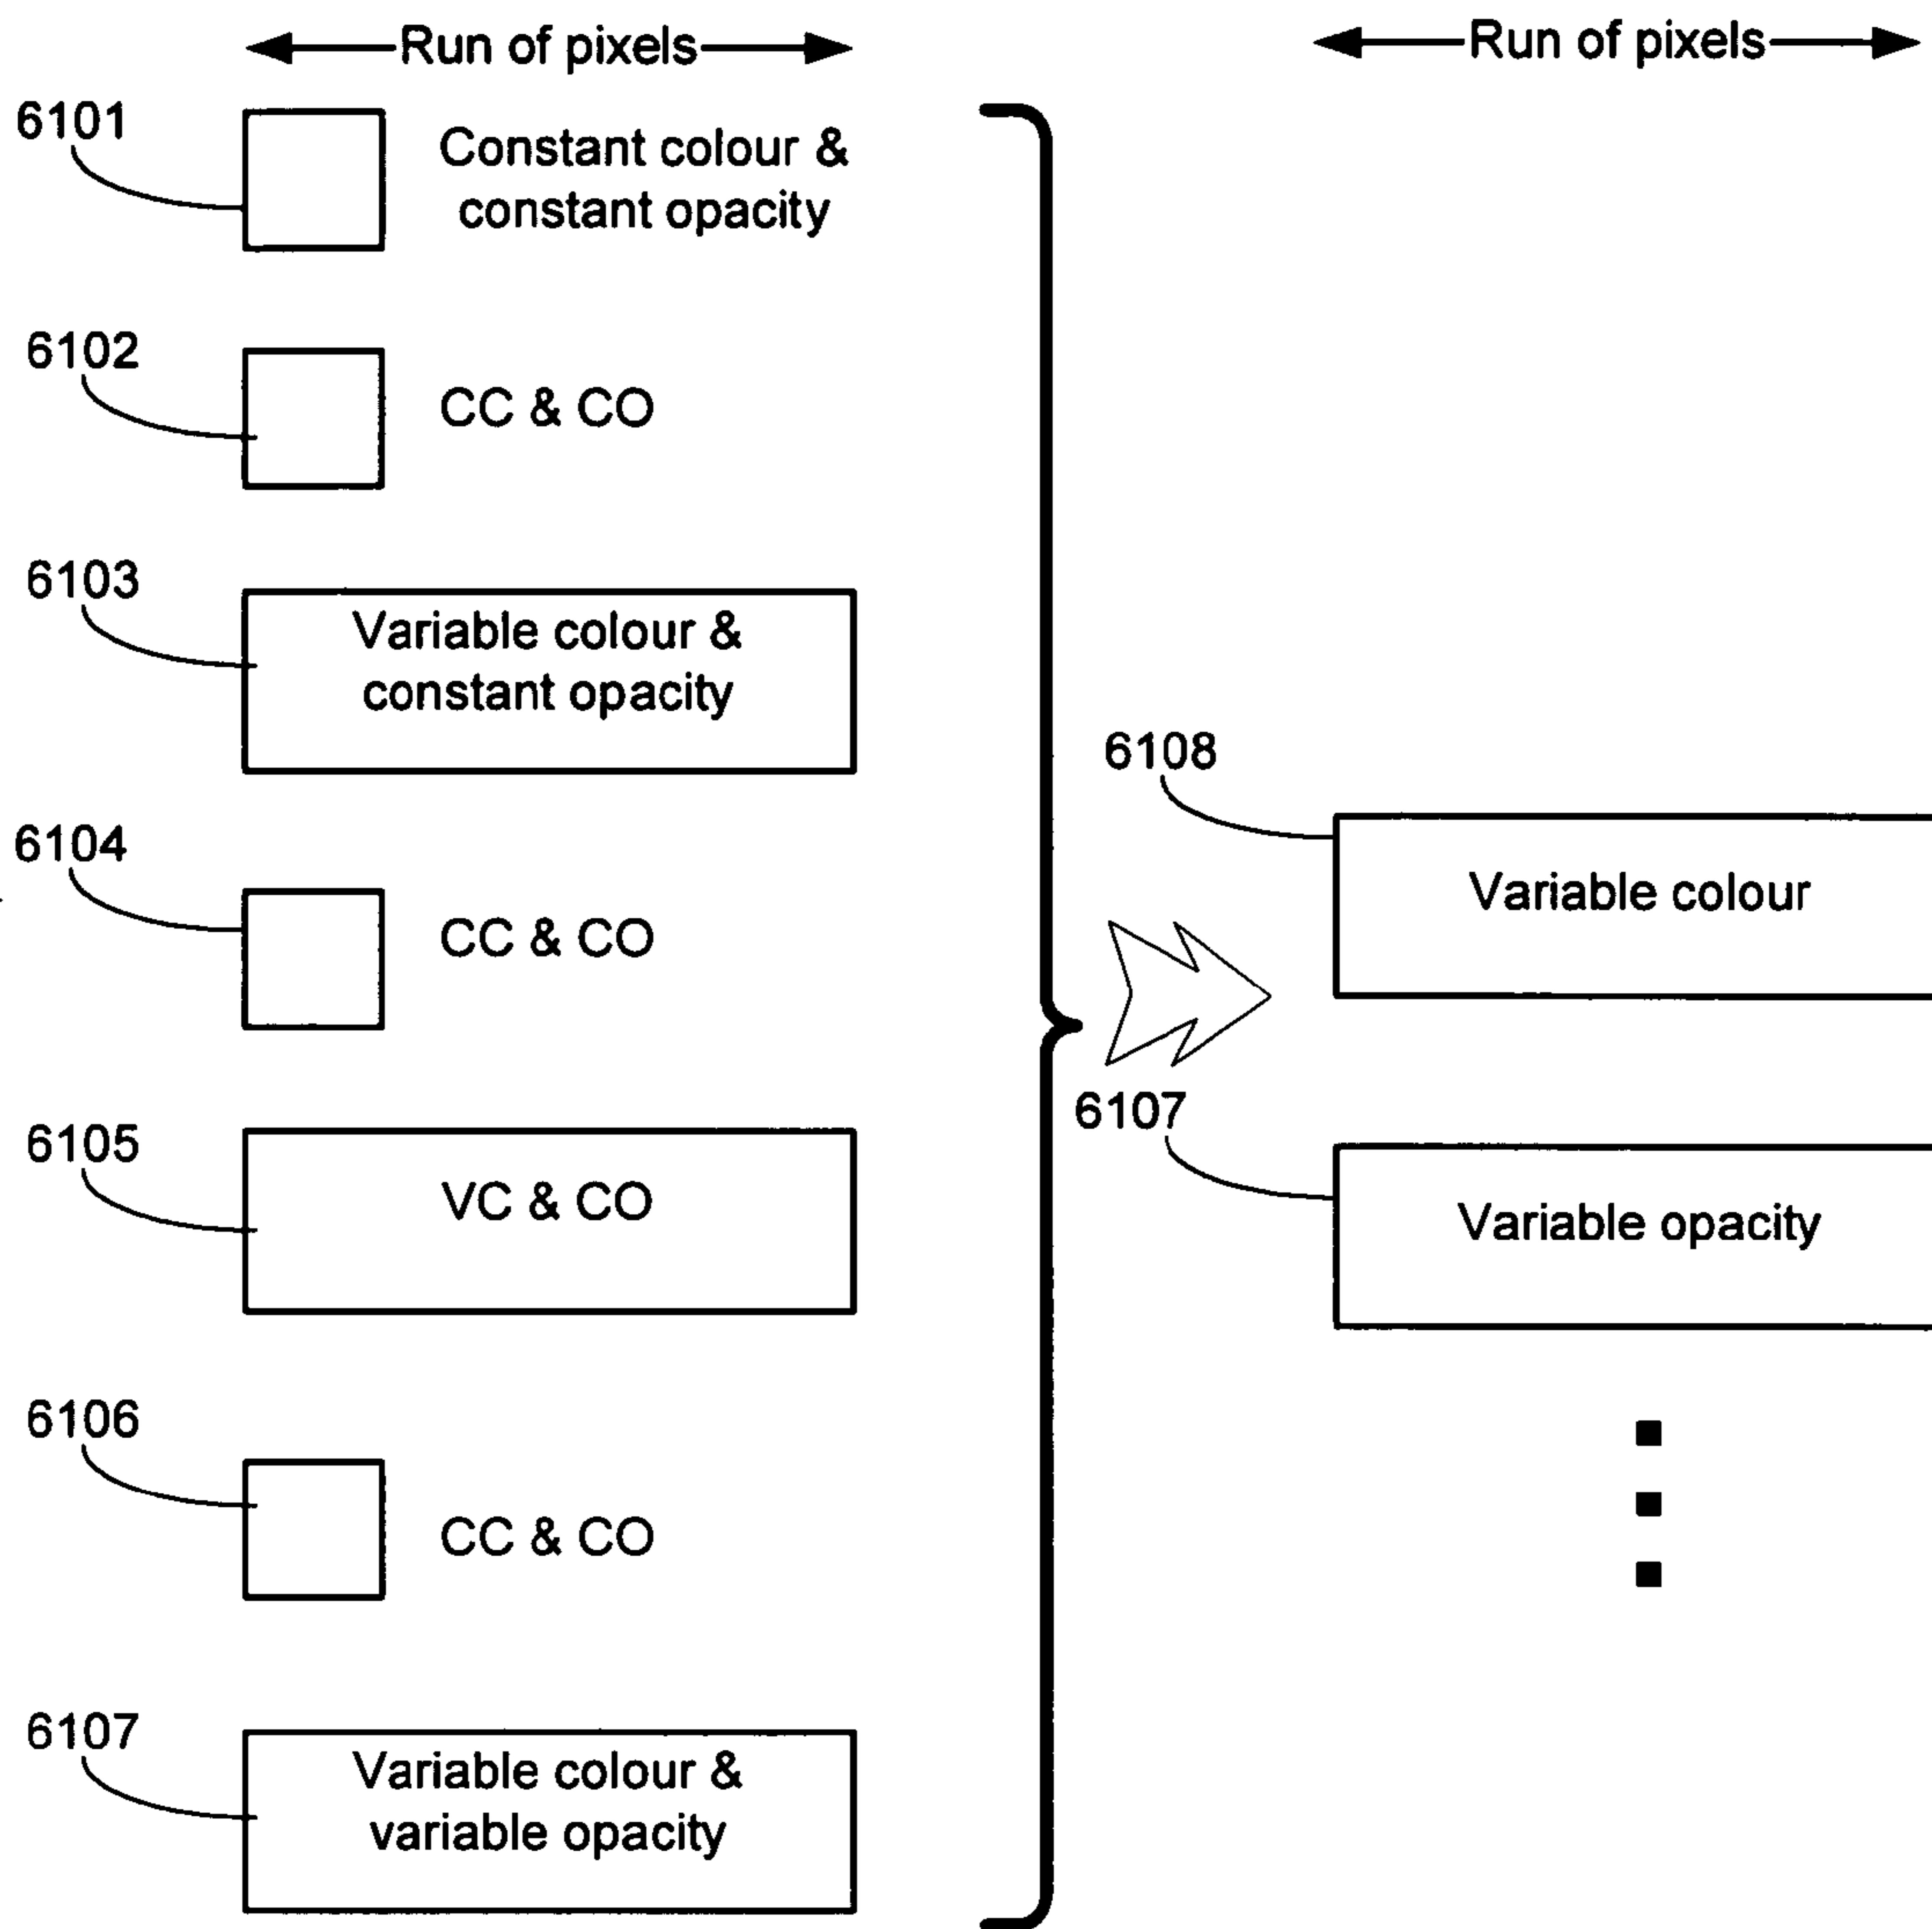 Run of pixels
6101
Constant colour &
constant opacity
6102
CC & CO
6103
Variable colour &
constant opacity
6104
CC & CO
6105
VC & CO
6106
CC & CO
6107
Variable colour &
variable opacity
Run of pixels
6108
Variable colour
6107
Variable opacity